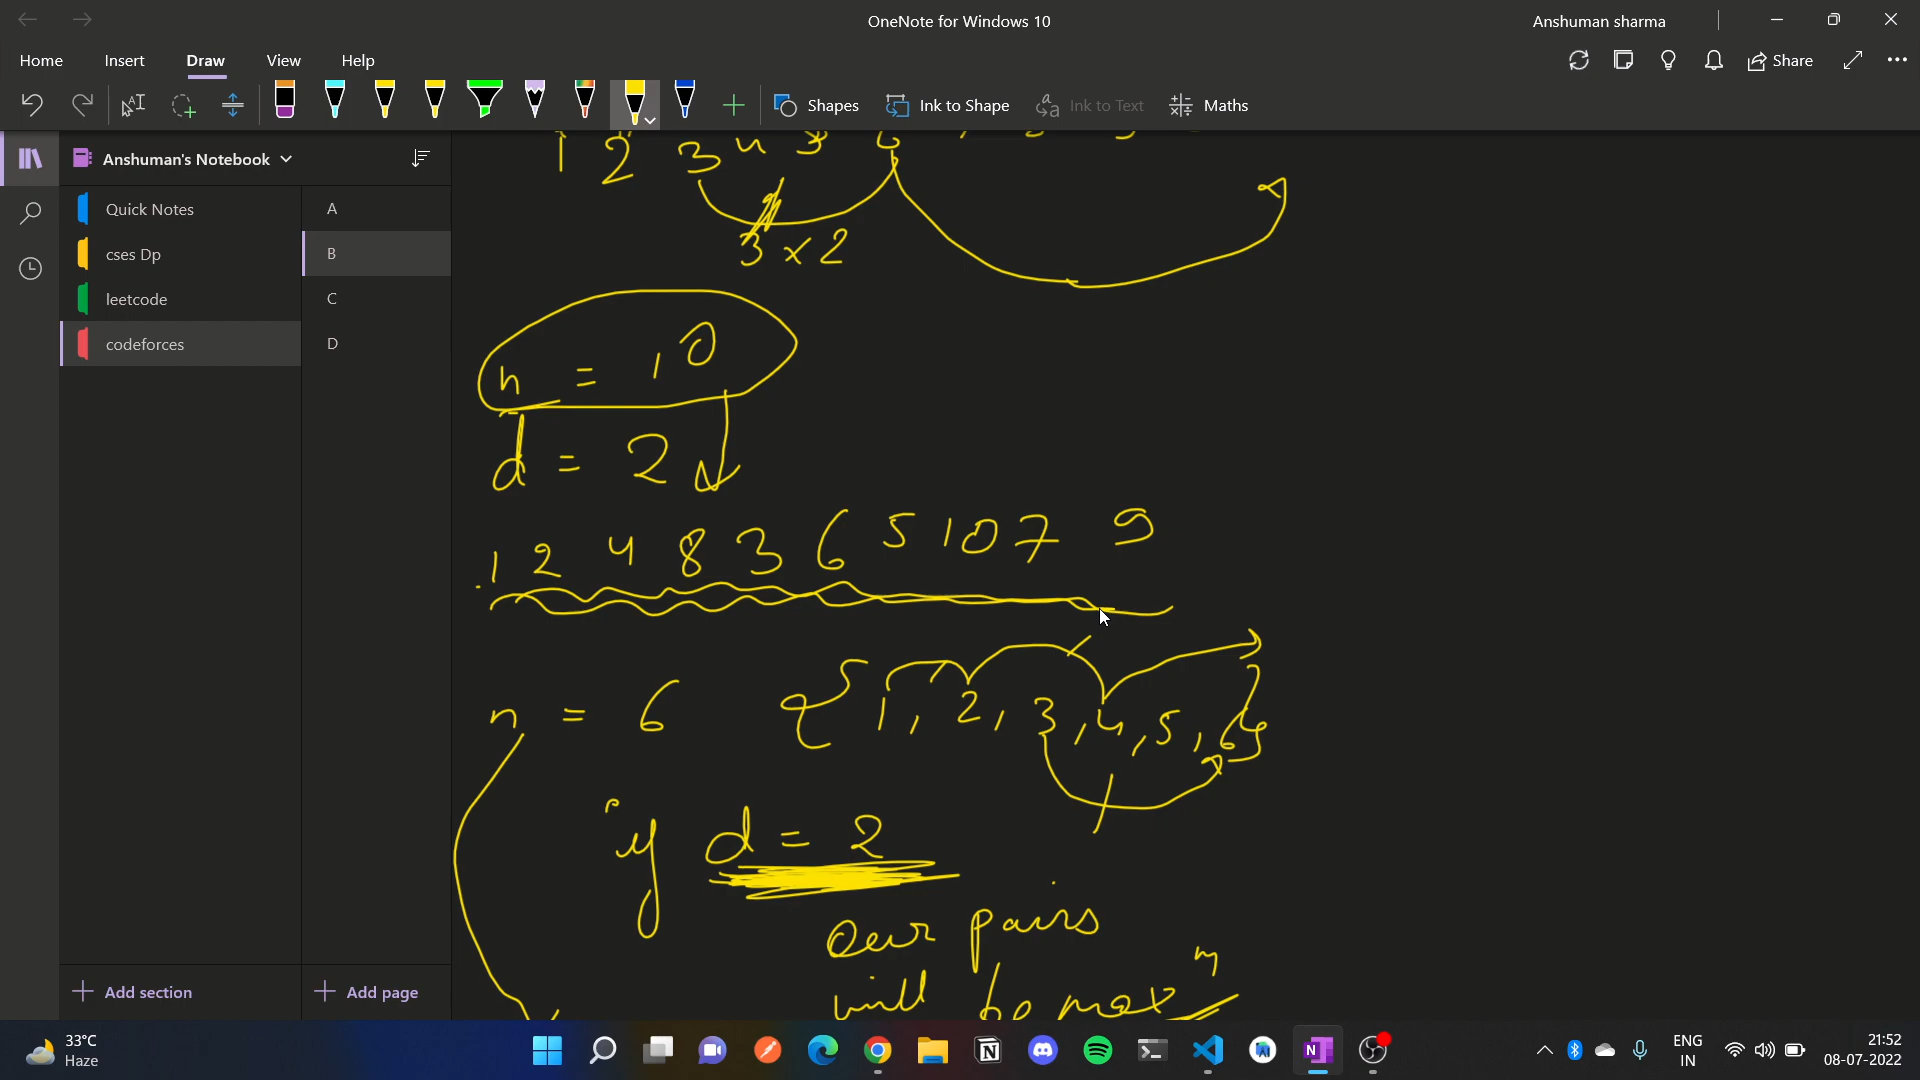 OneNote for Windows 10
Anshuman sharma
Home Insert Draw View Help
Share
Shapes Ink to Shape Ink to Text Maths
Anshuman's Notebook
Quick Notes
cses Dp
leetcode
codeforces
A
B
C
D
1 2 3 4 5 6
3 x 2
n = 10
d = 2
1 2 4 8 3 6 5 10 7 9
n = 6 { 1, 2, 3, 4, 5, 6 }
if d = 2
our pairs
will be max^m
Add section
Add page
33°C
Haze
ENG
IN
21:52
08-07-2022